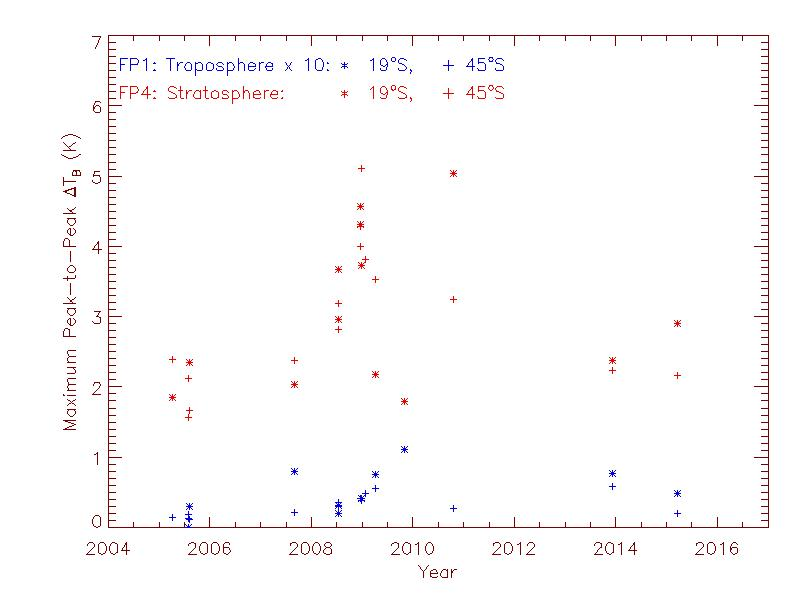 7
FP1: Troposphere x 10: * 19°S, + 45°S
FP4: Stratosphere: * 19°S, + 45°S
6
5
4
3
2
1
0
Maximum Peak-to-Peak ΔT_B (K)
2004 2006 2008 2010 2012 2014 2016
Year